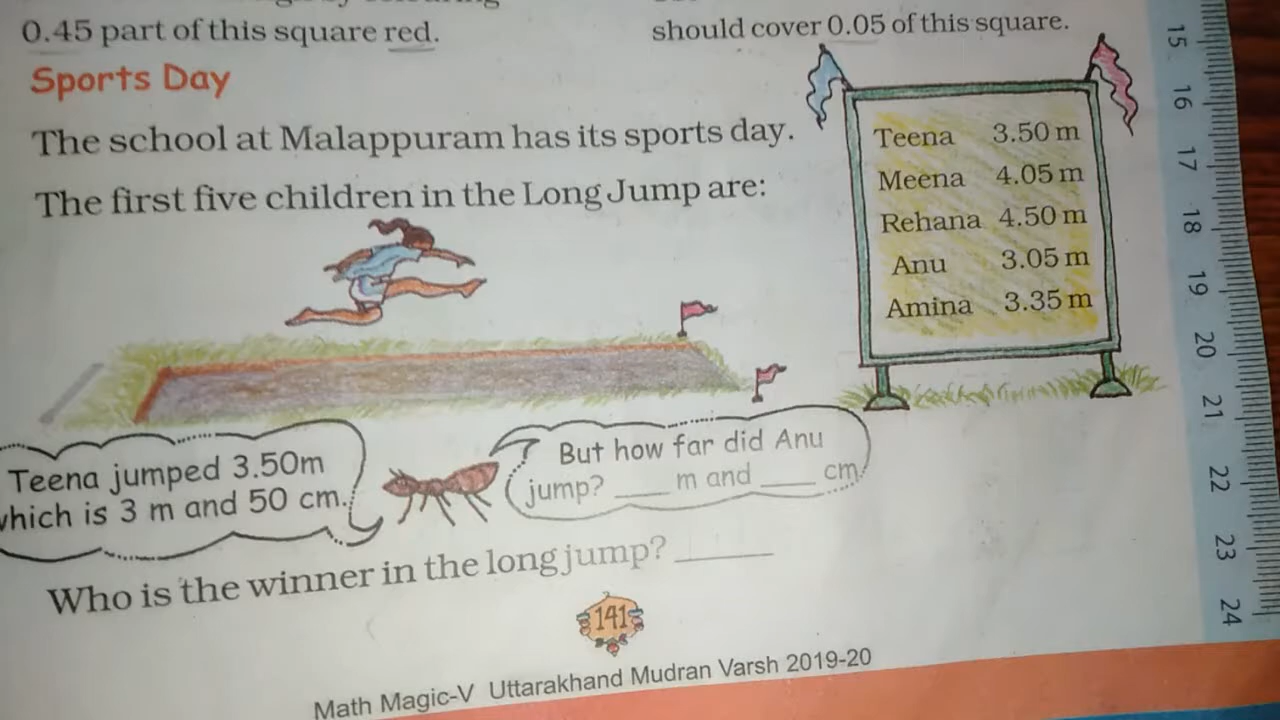 0.45 part of this square red.
should cover 0.05 of this square.
Sports Day
The school at Malappuram has its sports day.
The first five children in the Long Jump are:
Teena 3.50 m
Meena 4.05 m
Rehana 4.50 m
Anu 3.05 m
Amina 3.35 m
Teena jumped 3.50m
which is 3 m and 50 cm.
But how far did Anu
jump? ____ m and ____ cm
Who is the winner in the long jump? ______
141
Math Magic-V Uttarakhand Mudran Varsh 2019-20
15
16
17
18
19
20
21
22
23
24